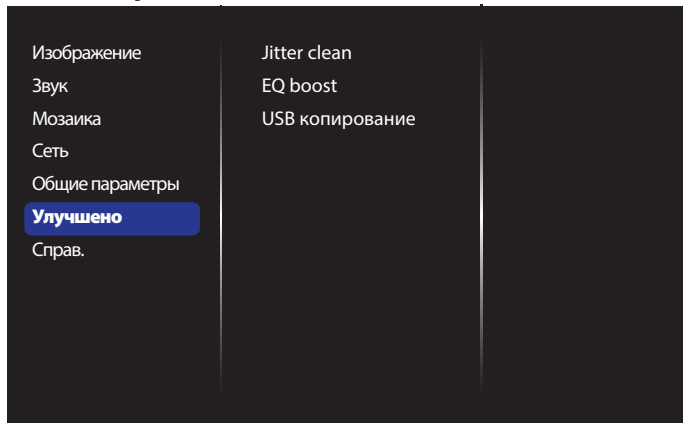 Изображение
Звук
Мозаика
Сеть
Общие параметры
Улучшено
Справ.
Jitter clean
EQ boost
USB копирование